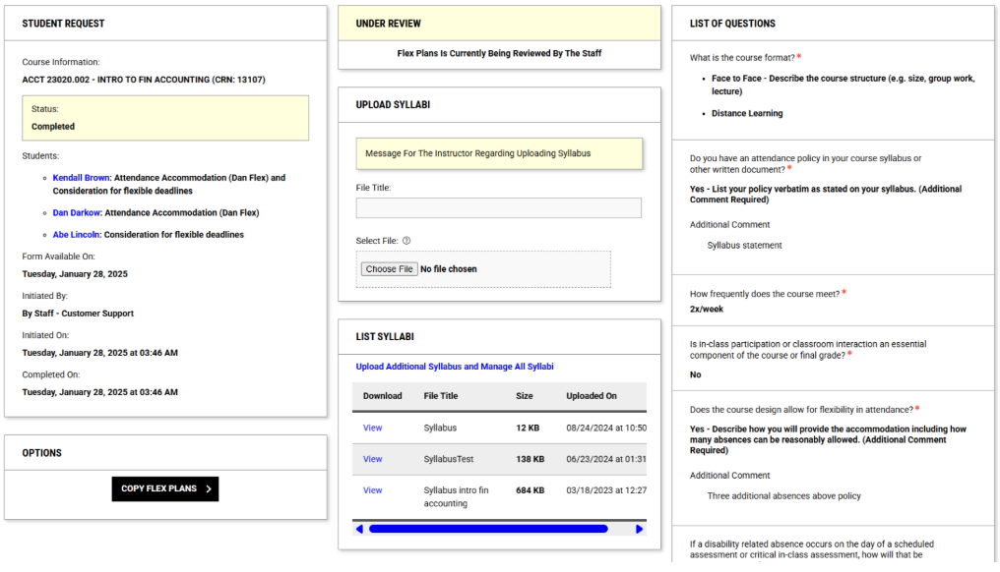 STUDENT REQUEST
Course Information:
ACCT 23020.002 - INTRO TO FIN ACCOUNTING (CRN: 13107)
Status:
Completed
Students:
Kendall Brown: Attendance Accommodation (Dan Flex) and
Consideration for flexible deadlines
Dan Darkow: Attendance Accommodation (Dan Flex)
Abe Lincoln: Consideration for flexible deadlines
Form Available On:
Tuesday, January 28, 2025
Initiated By:
By Staff - Customer Support
Initiated On:
Tuesday, January 28, 2025 at 03:46 AM
Completed On:
Tuesday, January 28, 2025 at 03:46 AM
OPTIONS
COPY FLEX PLANS
UNDER REVIEW
Flex Plans Is Currently Being Reviewed By The Staff
UPLOAD SYLLABI
Message For The Instructor Regarding Uploading Syllabus
File Title:
Select File:
Choose File No file chosen
LIST SYLLABI
Upload Additional Syllabus and Manage All Syllabi
Download File Title Size Uploaded On
View Syllabus 12 KB 08/24/2024 at 10:50
View SyllabusTest 138 KB 06/23/2024 at 01:31
View Syllabus intro fin 684 KB 03/18/2023 at 12:27
accounting
LIST OF QUESTIONS
What is the course format? *
Face to Face - Describe the course structure (e.g. size, group work,
lecture)
Distance Learning
Do you have an attendance policy in your course syllabus or
other written document? *
Yes - List your policy verbatim as stated on your syllabus. (Additional
Comment Required)
Additional Comment
Syllabus statement
How frequently does the course meet? *
2x/week
Is in-class participation or classroom interaction an essential
component of the course or final grade? *
No
Does the course design allow for flexibility in attendance? *
Yes - Describe how you will provide the accommodation including how
many absences can be reasonably allowed. (Additional Comment
Required)
Additional Comment
Three additional absences above policy
If a disability related absence occurs on the day of a scheduled
assessment or critical in-class assessment, how will that be